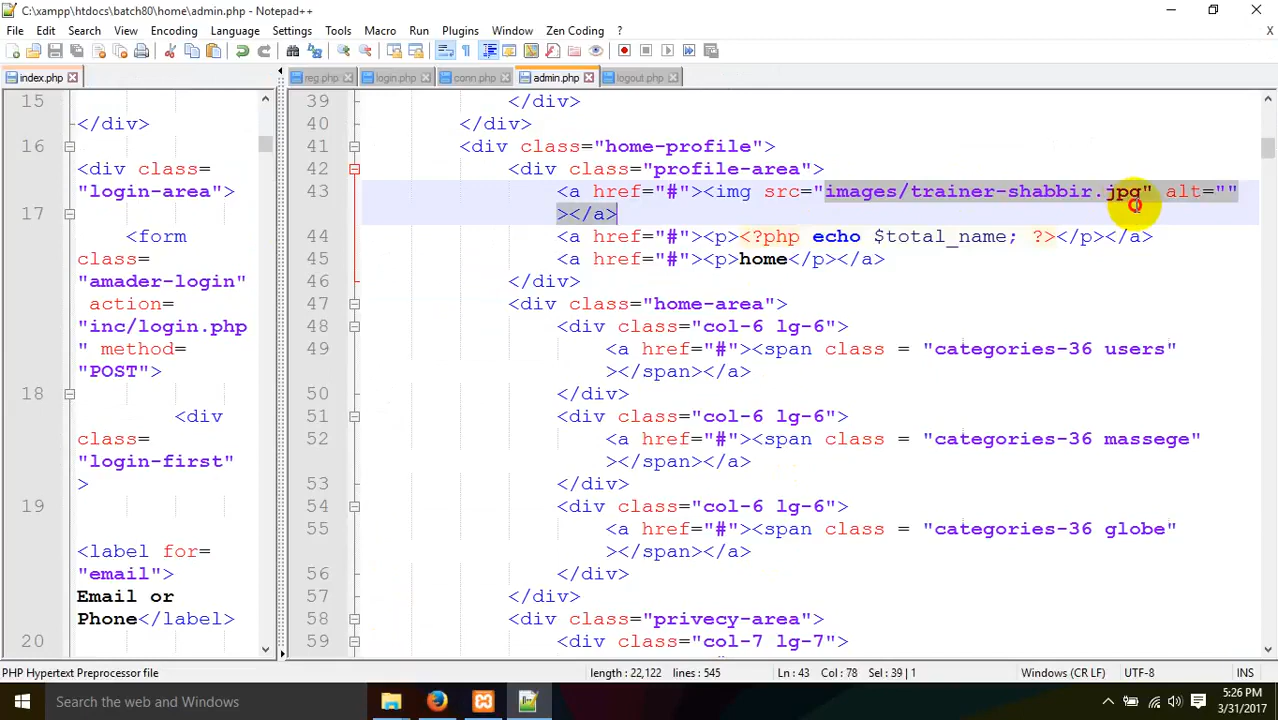 C:\xampp\htdocs\batch80\home\admin.php - Notepad++
File Edit Search View Encoding Language Settings Tools Macro Run Plugins Window Zen Coding ?
X
index.php
reg.php login.php conn.php admin.php logout.php
15
</div>
16
<div class=
"login-area">
17
<form
class=
"amader-login"
action=
"inc/login.php
" method=
"POST">
18
<div
class=
"login-first"
>
19
<label for=
"email">
Email or
Phone</label>
20
39 </div>
40 </div>
41 <div class="home-profile">
42 <div class="profile-area">
43 <a href="#"><img src="images/trainer-shabbir.jpg" alt=""
></a>
44 <a href="#"><p><?php echo $total_name; ?></p></a>
45 <a href="#"><p>home</p></a>
46 </div>
47 <div class="home-area">
48 <div class="col-6 lg-6">
49 <a href="#"><span class = "categories-36 users"
></span></a>
50 </div>
51 <div class="col-6 lg-6">
52 <a href="#"><span class = "categories-36 massege"
></span></a>
53 </div>
54 <div class="col-6 lg-6">
55 <a href="#"><span class = "categories-36 globe"
></span></a>
56 </div>
57 </div>
58 <div class="privecy-area">
59 <div class="col-7 lg-7">
PHP Hypertext Preprocessor file length : 22,122 lines : 545 Ln : 43 Col : 78 Sel : 39 | 1 Windows (CR LF) UTF-8 INS
Search the web and Windows
5:26 PM
3/31/2017